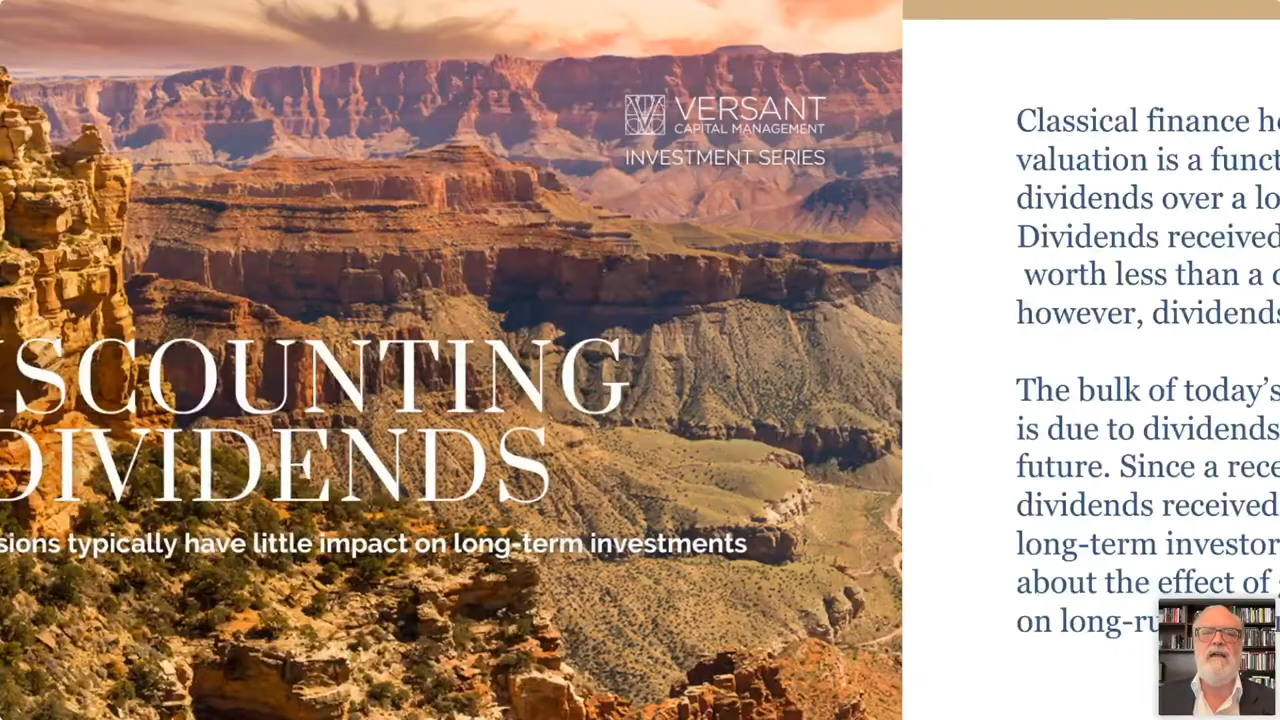 VERSANT
CAPITAL MANAGEMENT
INVESTMENT SERIES
ISCOUNTING
DIVIDENDS
sions typically have little impact on long-term investments
Classical finance h
valuation is a funct
dividends over a lo
Dividends received
worth less than a
however, dividends
The bulk of today's
is due to dividends
future. Since a rece
dividends received
long-term investor
about the effect of
on long-ru